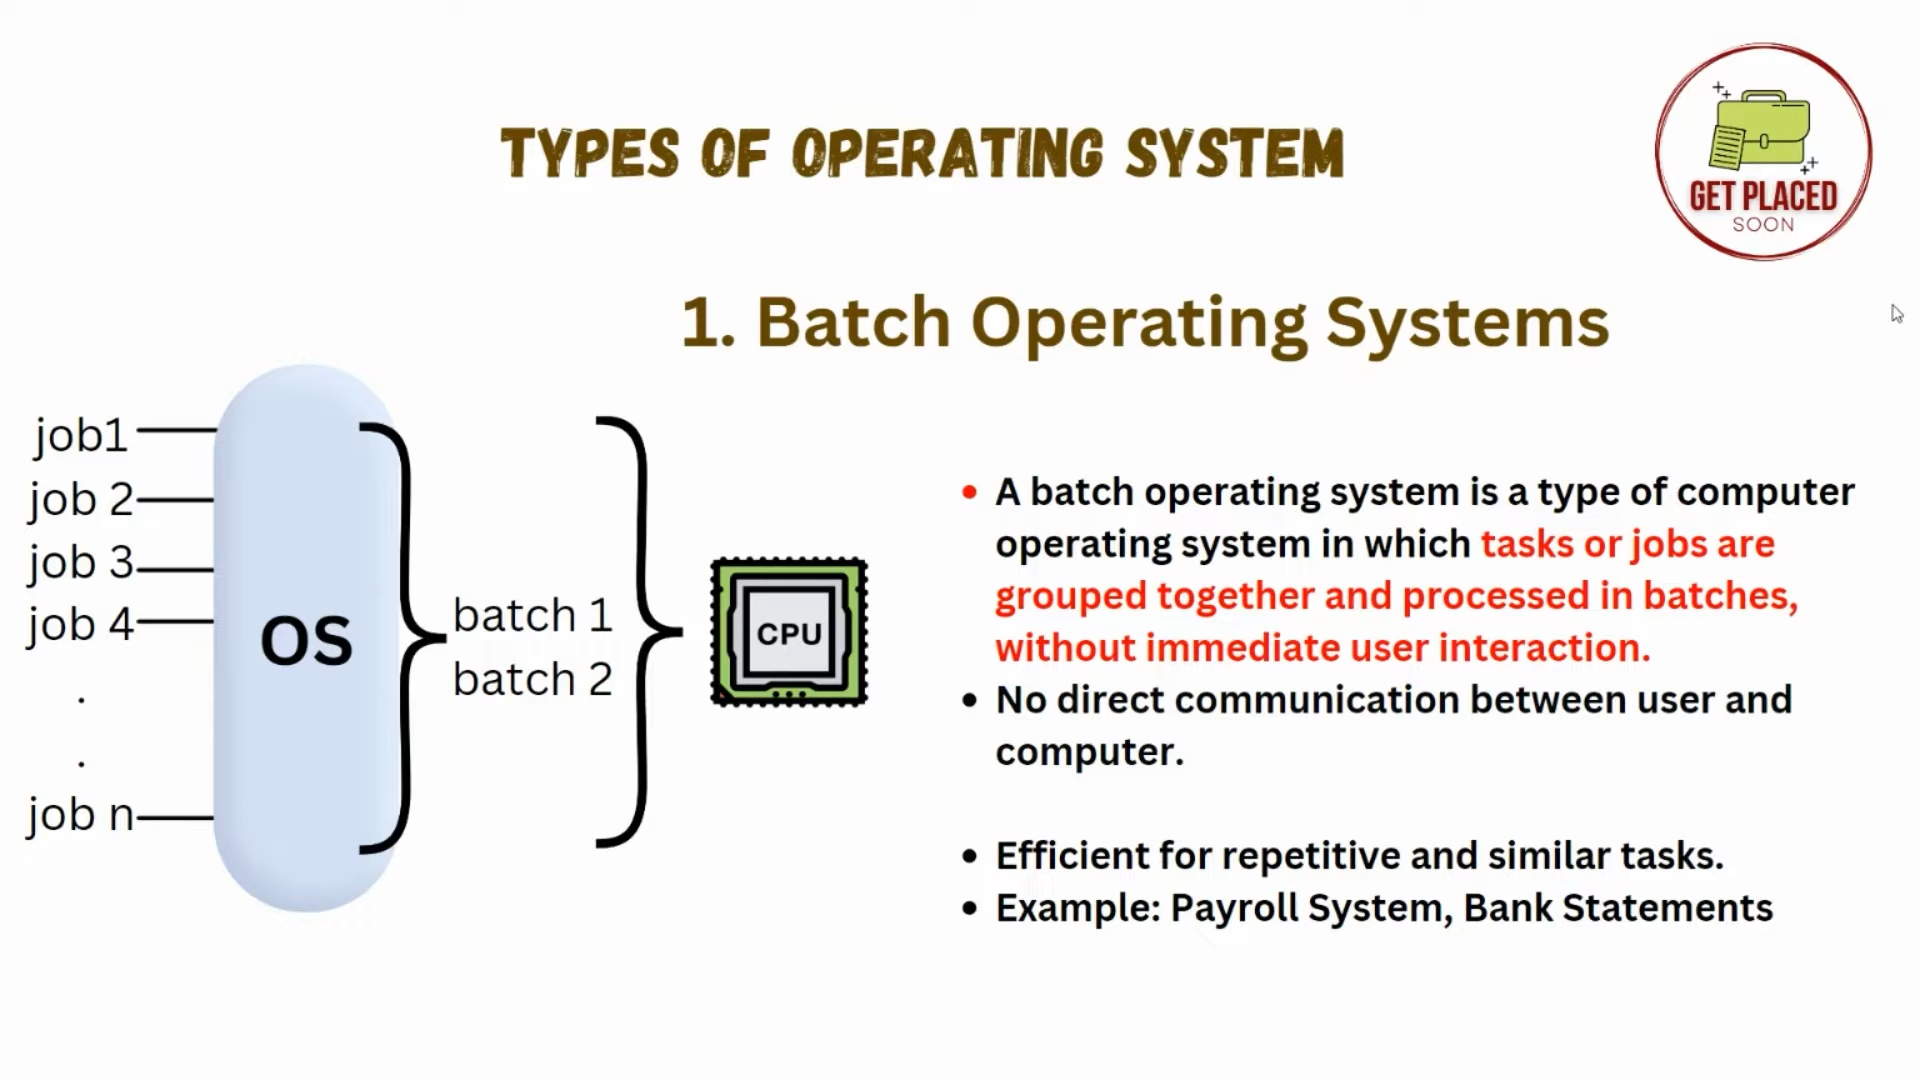 TYPES OF OPERATING SYSTEM
GET PLACED
SOON
1. Batch Operating Systems
job1
job 2
job 3
job 4
.
.
job n
OS
batch 1
batch 2
CPU
• A batch operating system is a type of computer
operating system in which tasks or jobs are
grouped together and processed in batches,
without immediate user interaction.
• No direct communication between user and
computer.
• Efficient for repetitive and similar tasks.
• Example: Payroll System, Bank Statements